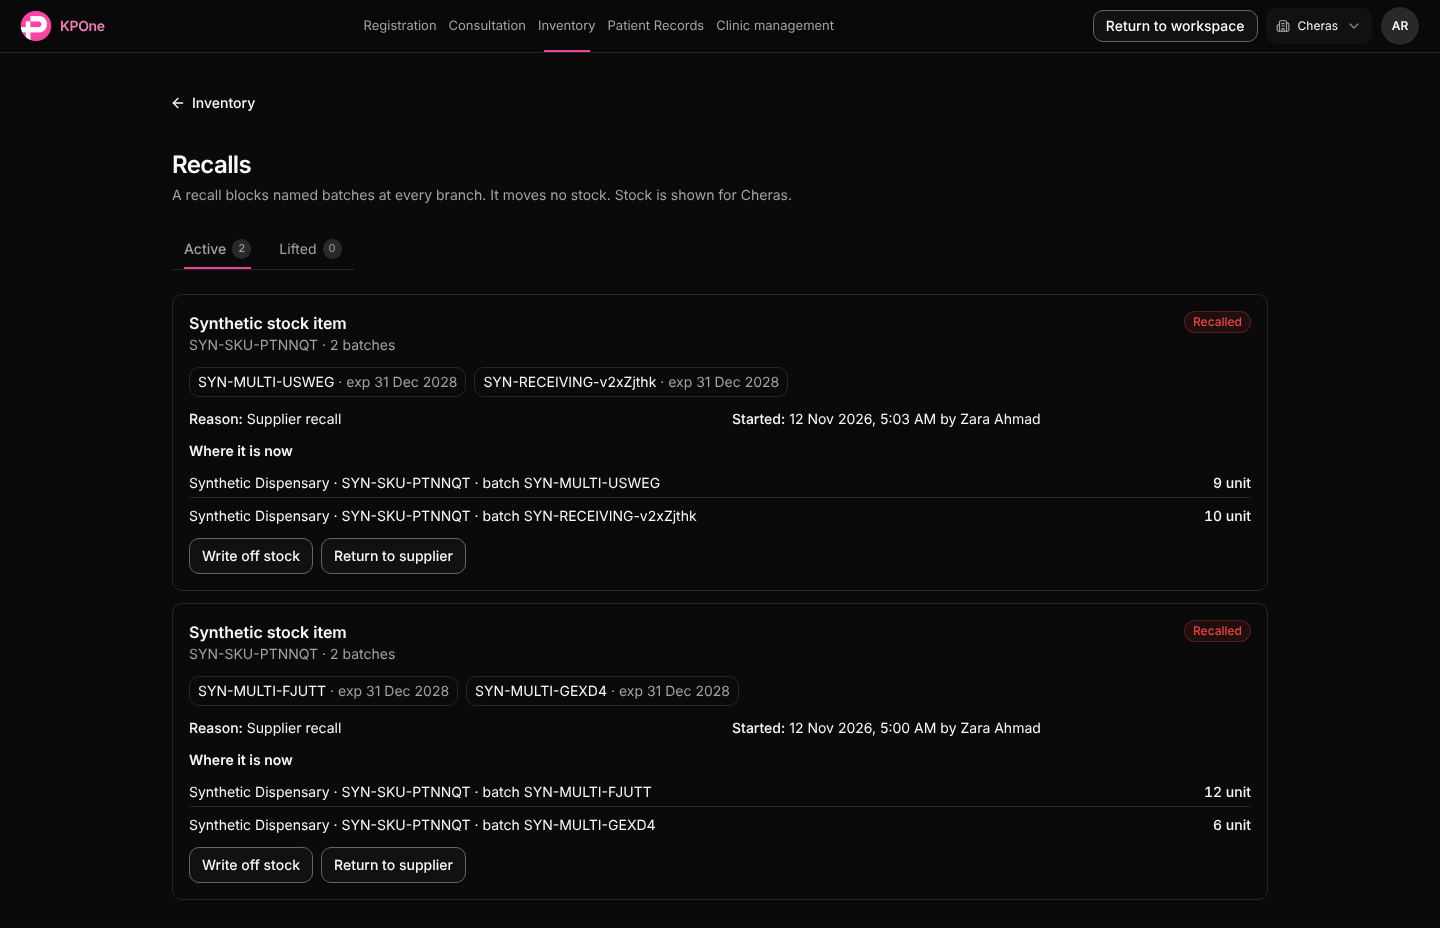 KPOne
Registration Consultation Inventory Patient Records Clinic management
Return to workspace
Cheras
AR
Inventory
Recalls
A recall blocks named batches at every branch. It moves no stock. Stock is shown for Cheras.
Active 2 Lifted 0
Synthetic stock item
Recalled
SYN-SKU-PTNNQT · 2 batches
SYN-MULTI-USWEG · exp 31 Dec 2028 SYN-RECEIVING-v2xZjthk · exp 31 Dec 2028
Reason: Supplier recall Started: 12 Nov 2026, 5:03 AM by Zara Ahmad
Where it is now
Synthetic Dispensary · SYN-SKU-PTNNQT · batch SYN-MULTI-USWEG 9 unit
Synthetic Dispensary · SYN-SKU-PTNNQT · batch SYN-RECEIVING-v2xZjthk 10 unit
Write off stock Return to supplier
Synthetic stock item
Recalled
SYN-SKU-PTNNQT · 2 batches
SYN-MULTI-FJUTT · exp 31 Dec 2028 SYN-MULTI-GEXD4 · exp 31 Dec 2028
Reason: Supplier recall Started: 12 Nov 2026, 5:00 AM by Zara Ahmad
Where it is now
Synthetic Dispensary · SYN-SKU-PTNNQT · batch SYN-MULTI-FJUTT 12 unit
Synthetic Dispensary · SYN-SKU-PTNNQT · batch SYN-MULTI-GEXD4 6 unit
Write off stock Return to supplier